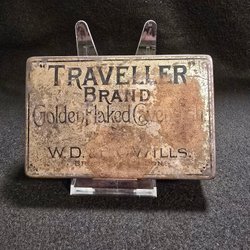 "TRAVELLER"
BRAND
Golden Flaked
W.D. & H.O. WILLS.